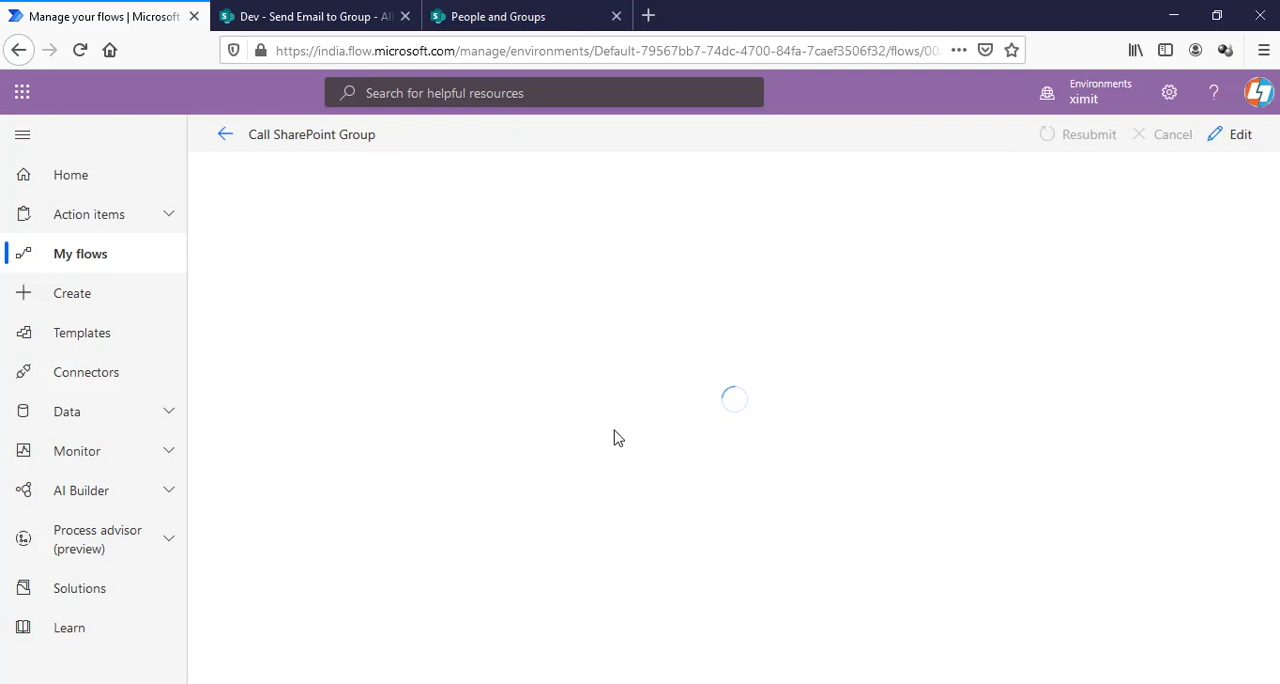 Manage your flows | Microsoft
Dev - Send Email to Group - Al
People and Groups
https://india.flow.microsoft.com/manage/environments/Default-79567bb7-74dc-4700-84fa-7caef3506f32/flows/00
Search for helpful resources
Environments
ximit
Call SharePoint Group
Resubmit
Cancel
Edit
Home
Action items
My flows
Create
Templates
Connectors
Data
Monitor
AI Builder
Process advisor
(preview)
Solutions
Learn